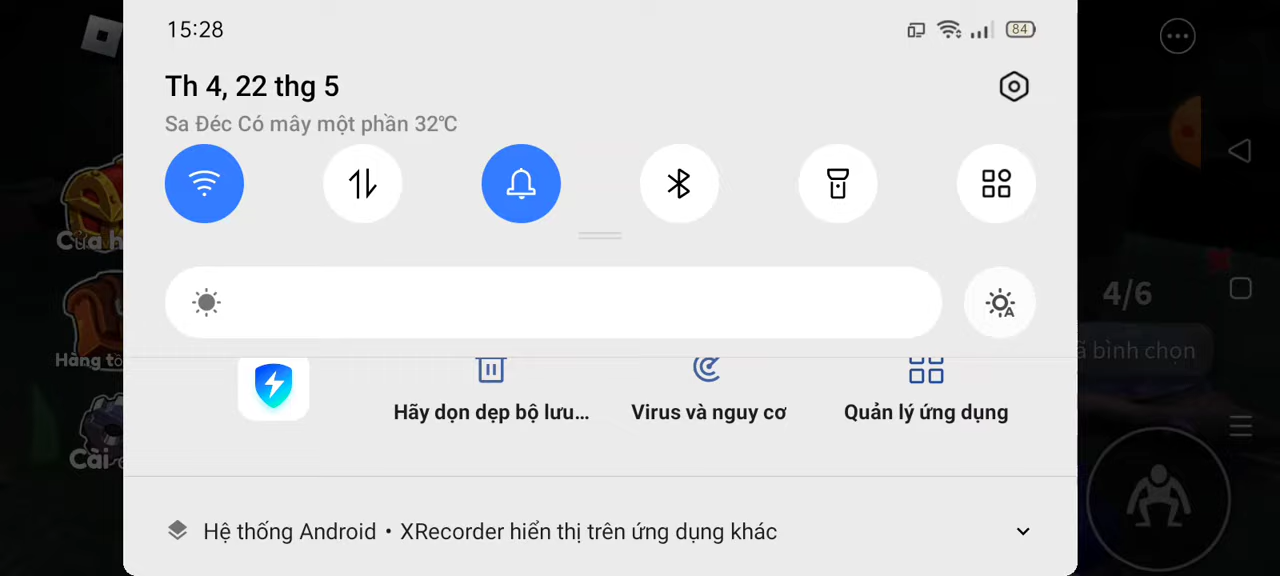 15:28
84
Th 4, 22 thg 5
Sa Đéc Có mây một phần 32℃
A
Cửa h
4/6
Hàng tồ
ã bình chọn
Hãy dọn dẹp bộ lưu...
Virus và nguy cơ
Quản lý ứng dụng
Cài
Hệ thống Android • XRecorder hiển thị trên ứng dụng khác